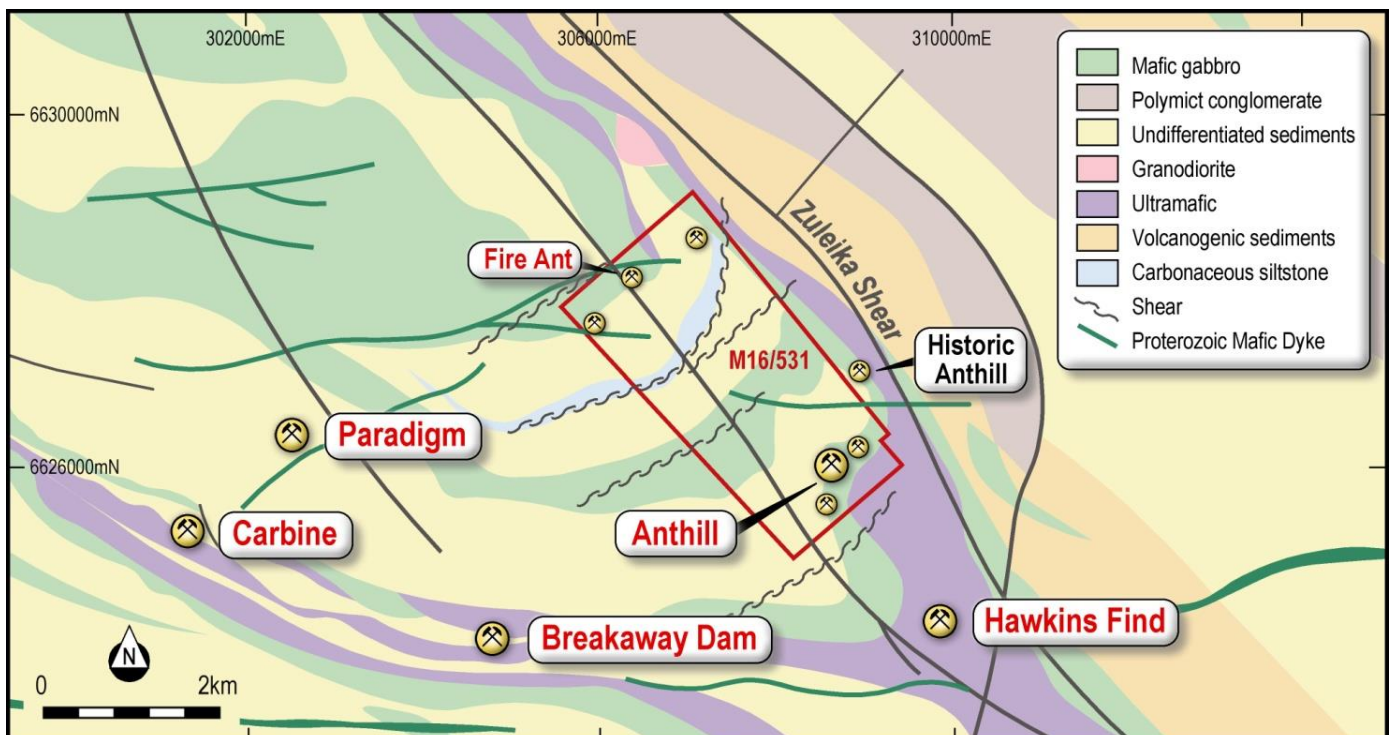 302000mE
306000mE
310000mE
6630000mN
6626000mN
Mafic gabbro
Polymict conglomerate
Undifferentiated sediments
Granodiorite
Ultramafic
Volcanogenic sediments
Carbonaceous siltstone
Shear
Proterozoic Mafic Dyke
Zuleika Shear
Fire Ant
M16/531
Historic
Anthill
Paradigm
Carbine
Anthill
Breakaway Dam
Hawkins Find
N
0
2km